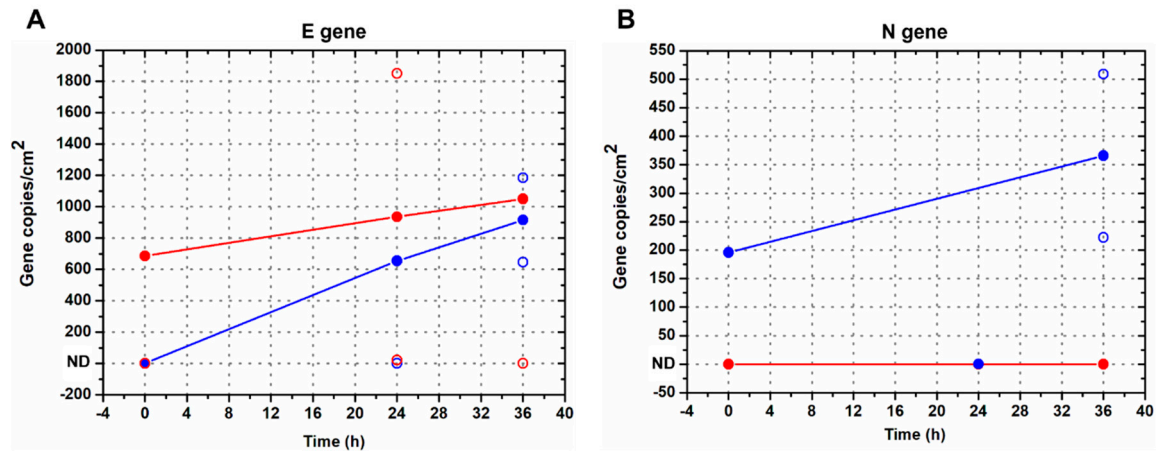 A
E gene
2000
1800
1600
1400
1200
1000
800
600
400
200
ND
-200
-4 0 4 8 12 16 20 24 28 32 36 40
Time (h)
Gene copies/cm²
B
N gene
550
500
450
400
350
300
250
200
150
100
50
ND
-50
-4 0 4 8 12 16 20 24 28 32 36 40
Time (h)
Gene copies/cm²